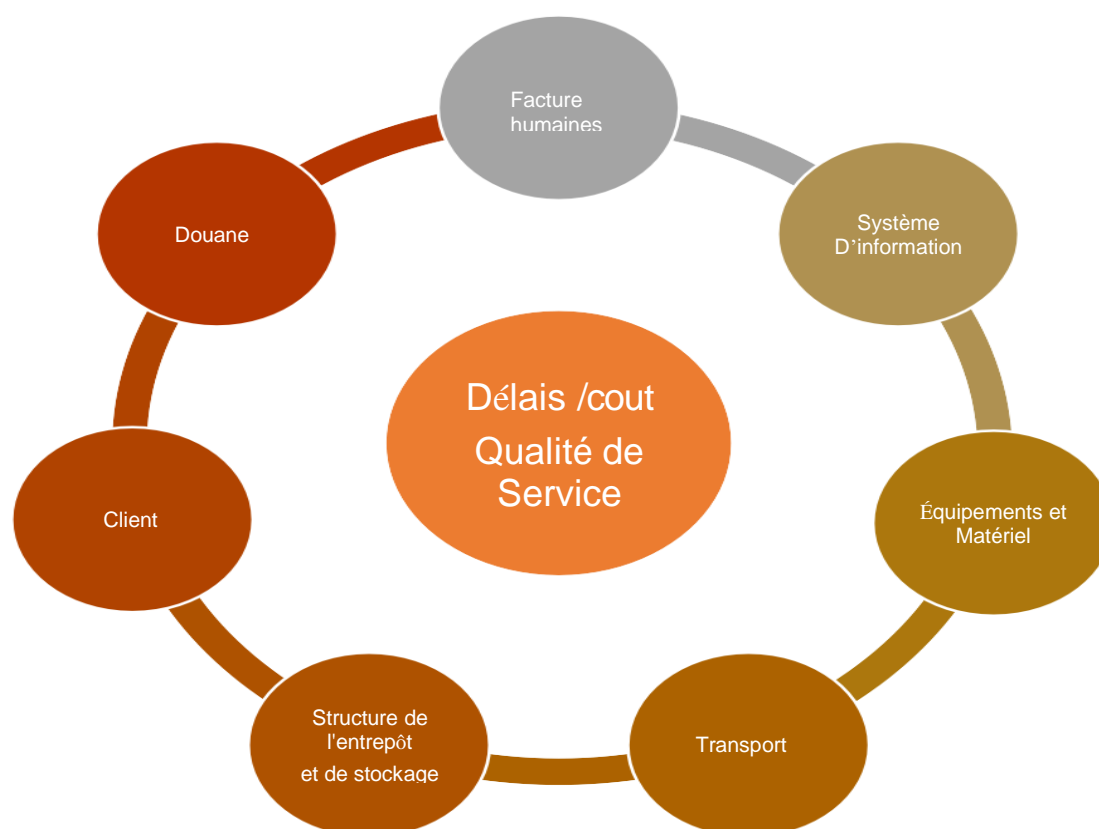 Facture
humaines
Système
D’information
Équipements et
Matériel
Transport
Structure de
l'entrepôt
et de stockage
Client
Douane
Délais /cout
Qualité de
Service